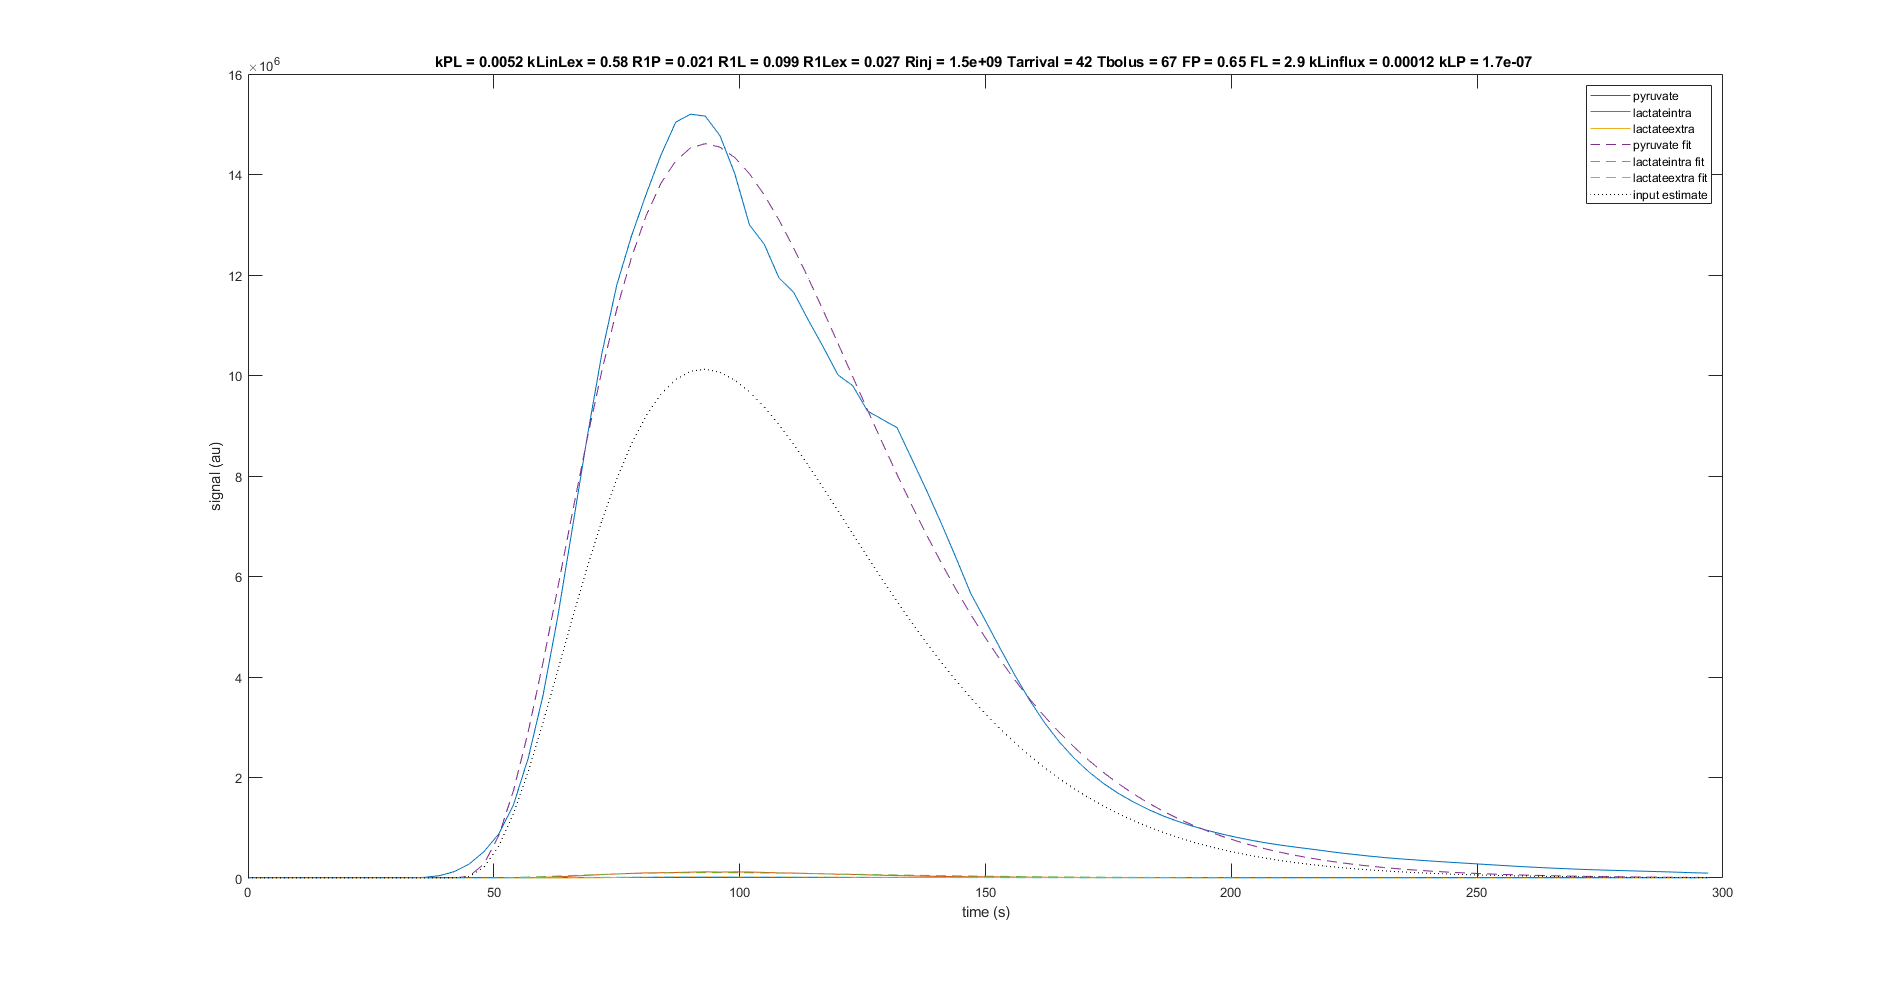 kPL = 0.0052 kLinLex = 0.58 R1P = 0.021 R1L = 0.099 R1Lex = 0.027 Rinj = 1.5e+09 Tarrival = 42 Tbolus = 67 FP = 0.65 FL = 2.9 kLinflux = 0.00012 kLP = 1.7e-07
×10⁶
16
14
12
10
8
6
4
2
0
signal (au)
pyruvate
lactateintra
lactateextra
pyruvate fit
lactateintra fit
lactateextra fit
input estimate
0 50 100 150 200 250 300
time (s)